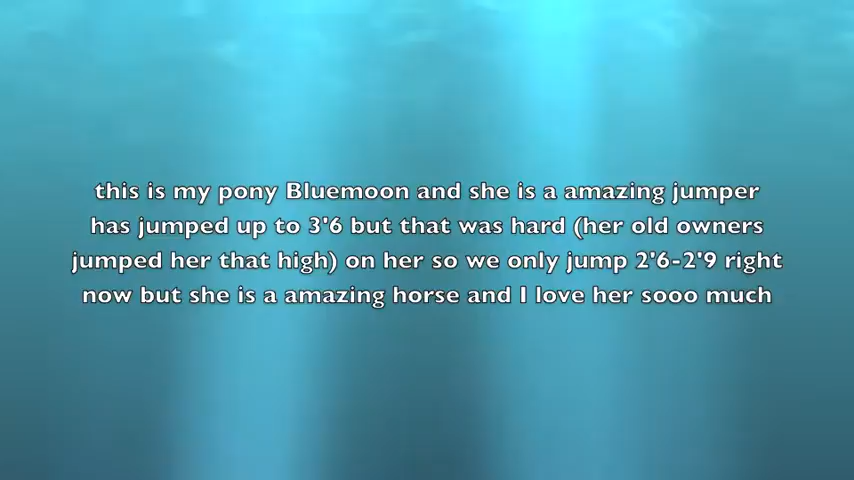 this is my pony Bluemoon and she is a amazing jumper
has jumped up to 3'6 but that was hard (her old owners
jumped her that high) on her so we only jump 2'6-2'9 right
now but she is a amazing horse and I love her sooo much